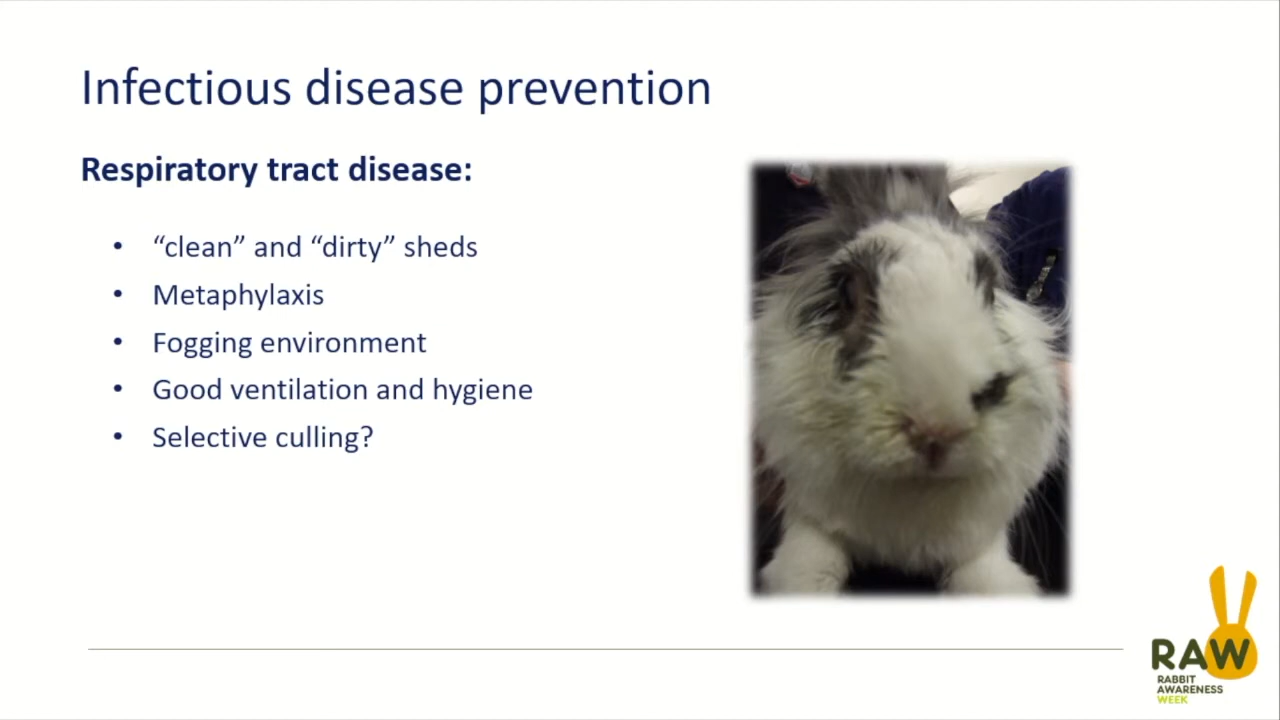 Infectious disease prevention
Respiratory tract disease:
• “clean” and “dirty” sheds
• Metaphylaxis
• Fogging environment
• Good ventilation and hygiene
• Selective culling?
RAW
RABBIT
AWARENESS
WEEK